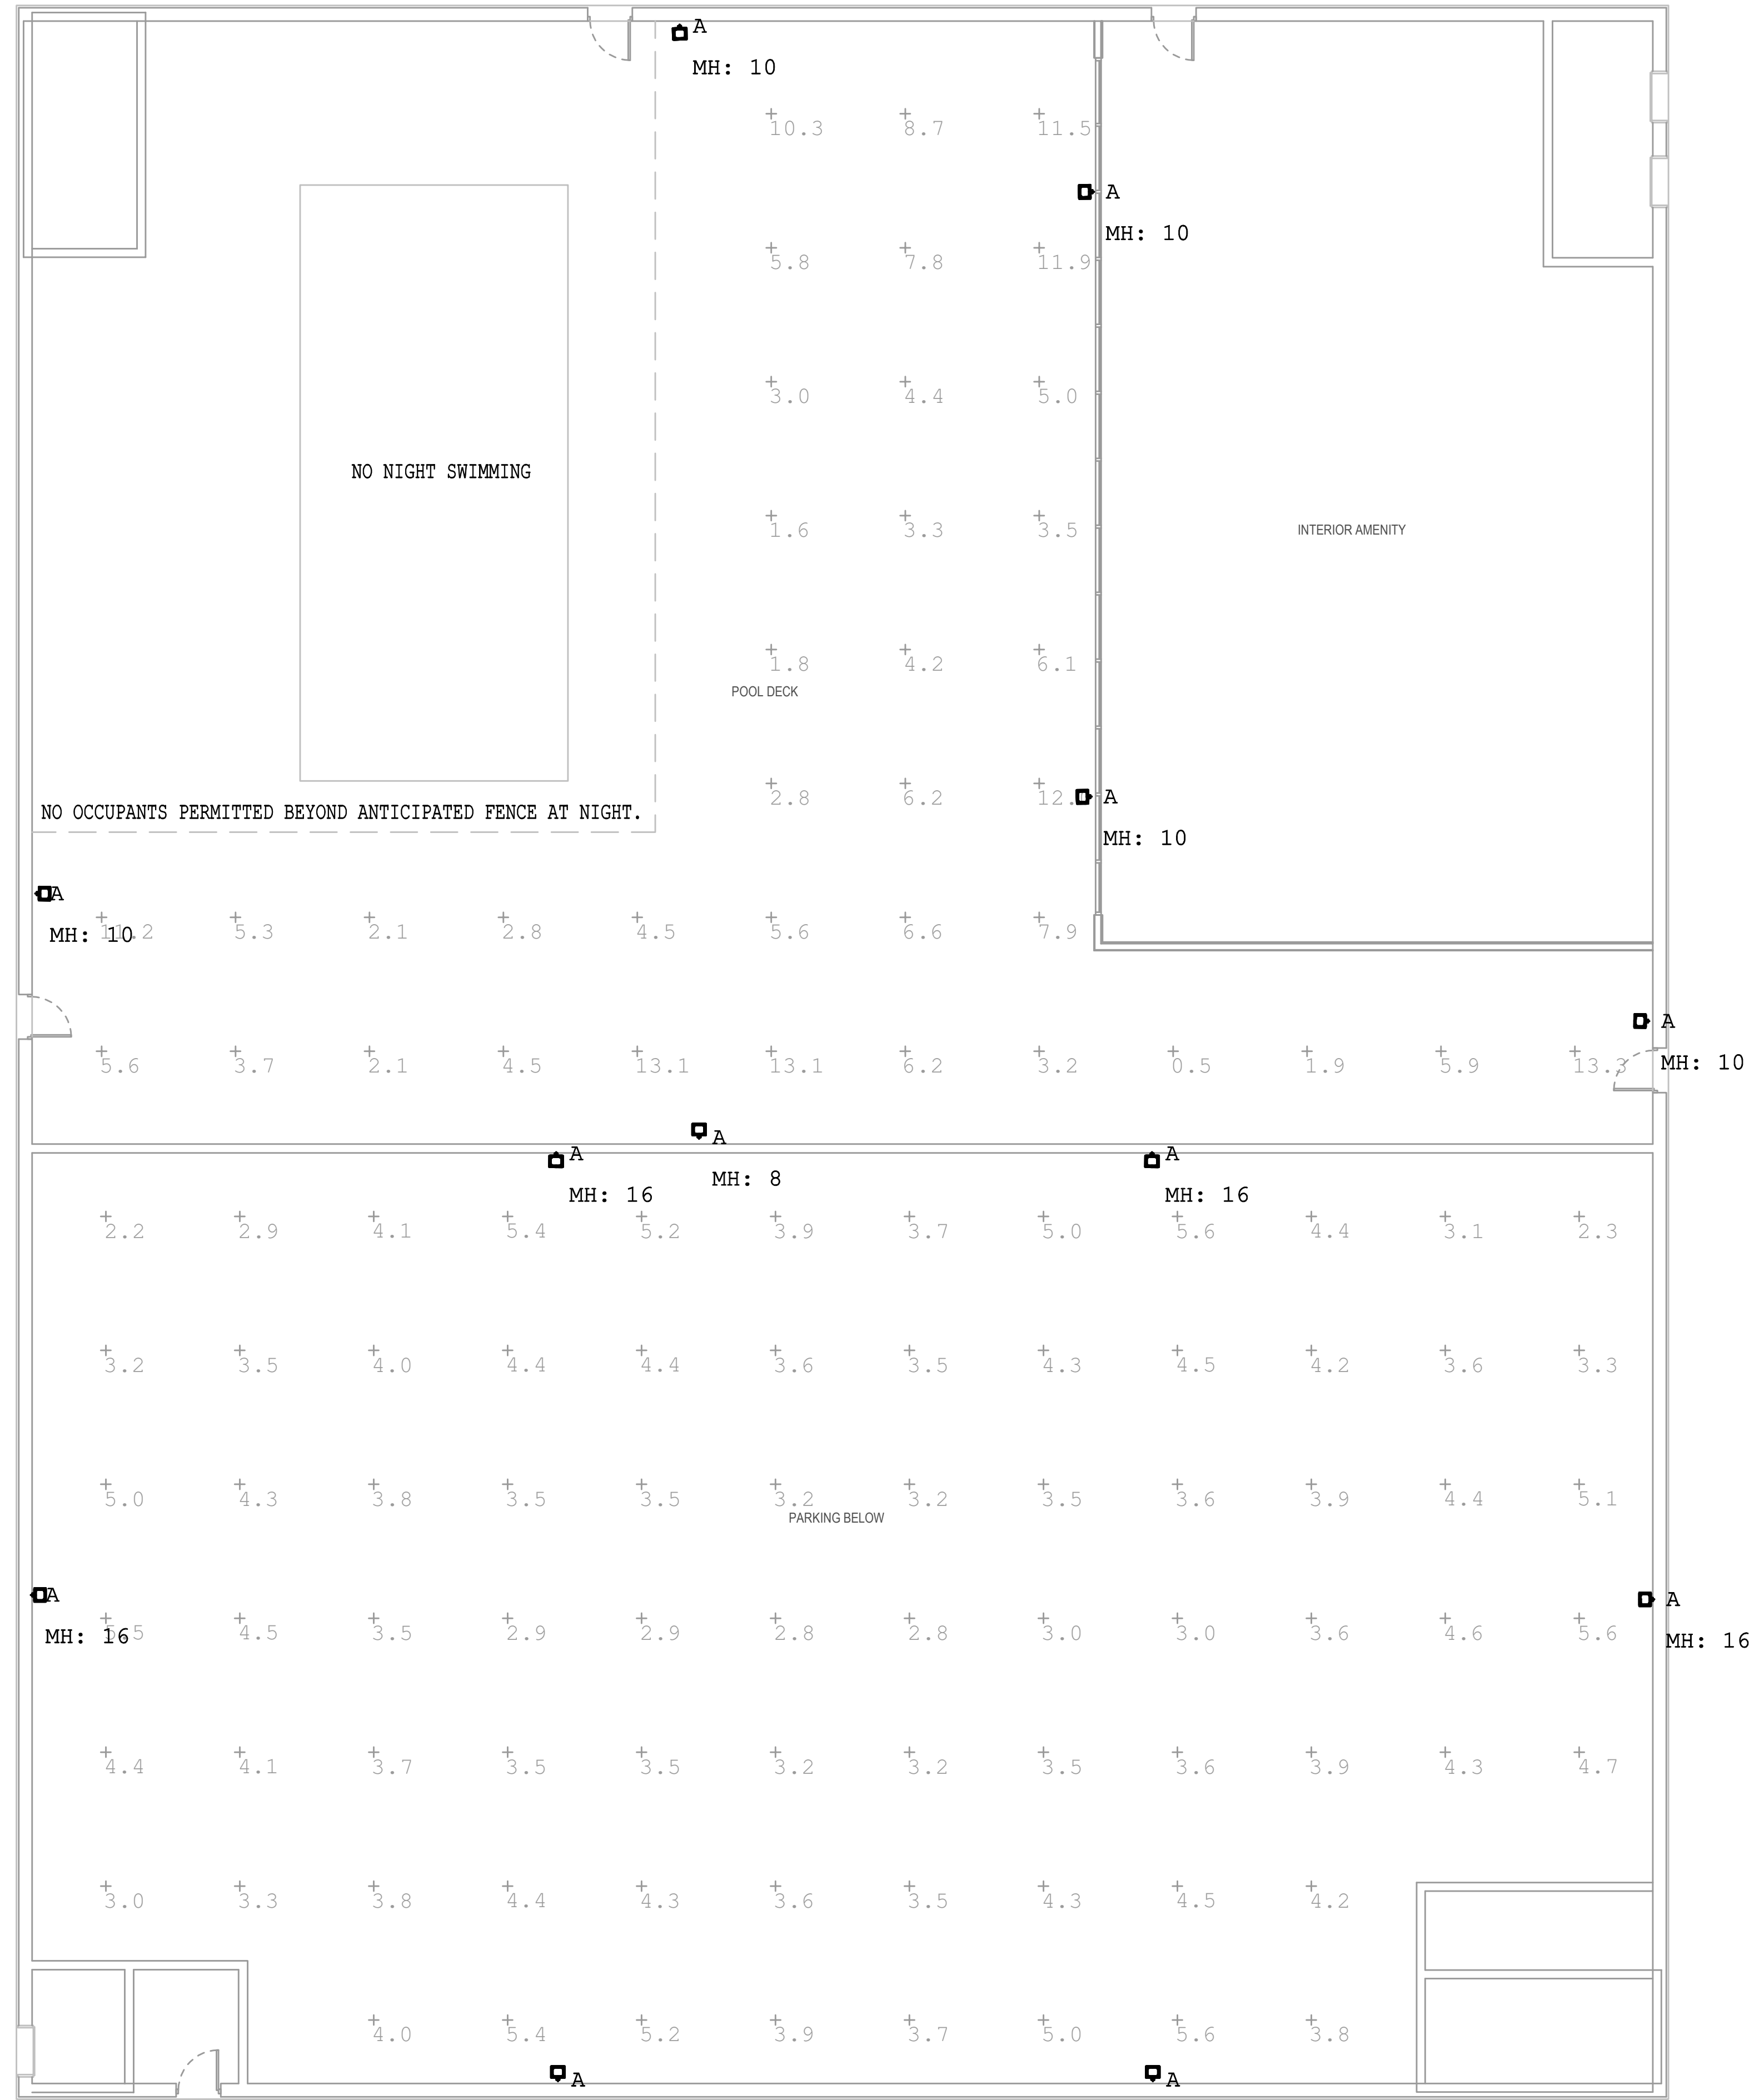 A
MH: 10
10.3 8.7 11.5
A
MH: 10
5.8 7.8 11.9
3.0 4.4 5.0
NO NIGHT SWIMMING
INTERIOR AMENITY
1.6 3.3 3.5
1.8 4.2 6.1
POOL DECK
2.8 6.2 12.
A
MH: 10
NO OCCUPANTS PERMITTED BEYOND ANTICIPATED FENCE AT NIGHT.
A
MH: 10
11.2 5.3 2.1 2.8 4.5 5.6 6.6 7.9
A
MH: 10
5.6 3.7 2.1 4.5 13.1 13.1 6.2 3.2 0.5 1.9 5.9 13.3
A
MH: 8
A
MH: 16
A
MH: 16
2.2 2.9 4.1 5.4 5.2 3.9 3.7 5.0 5.6 4.4 3.1 2.3
3.2 3.5 4.0 4.4 4.4 3.6 3.5 4.3 4.5 4.2 3.6 3.3
5.0 4.3 3.8 3.5 3.5 3.2 3.2 3.5 3.6 3.9 4.4 5.1
PARKING BELOW
A
MH: 16
A
MH: 16
5.5 4.5 3.5 2.9 2.9 2.8 2.8 3.0 3.0 3.6 4.6 5.6
4.4 4.1 3.7 3.5 3.5 3.2 3.2 3.5 3.6 3.9 4.3 4.7
3.0 3.3 3.8 4.4 4.3 3.6 3.5 4.3 4.5 4.2
4.0 5.4 5.2 3.9 3.7 5.0 5.6 3.8
A
A